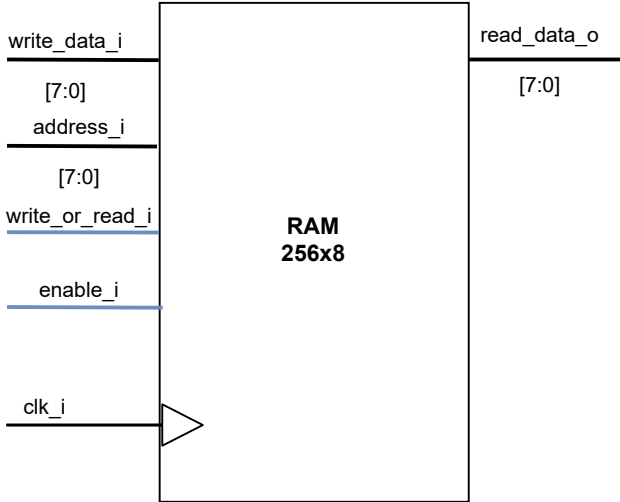 write_data_i
read_data_o
[7:0]
[7:0]
address_i
[7:0]
write_or_read_i
RAM
256x8
enable_i
clk_i